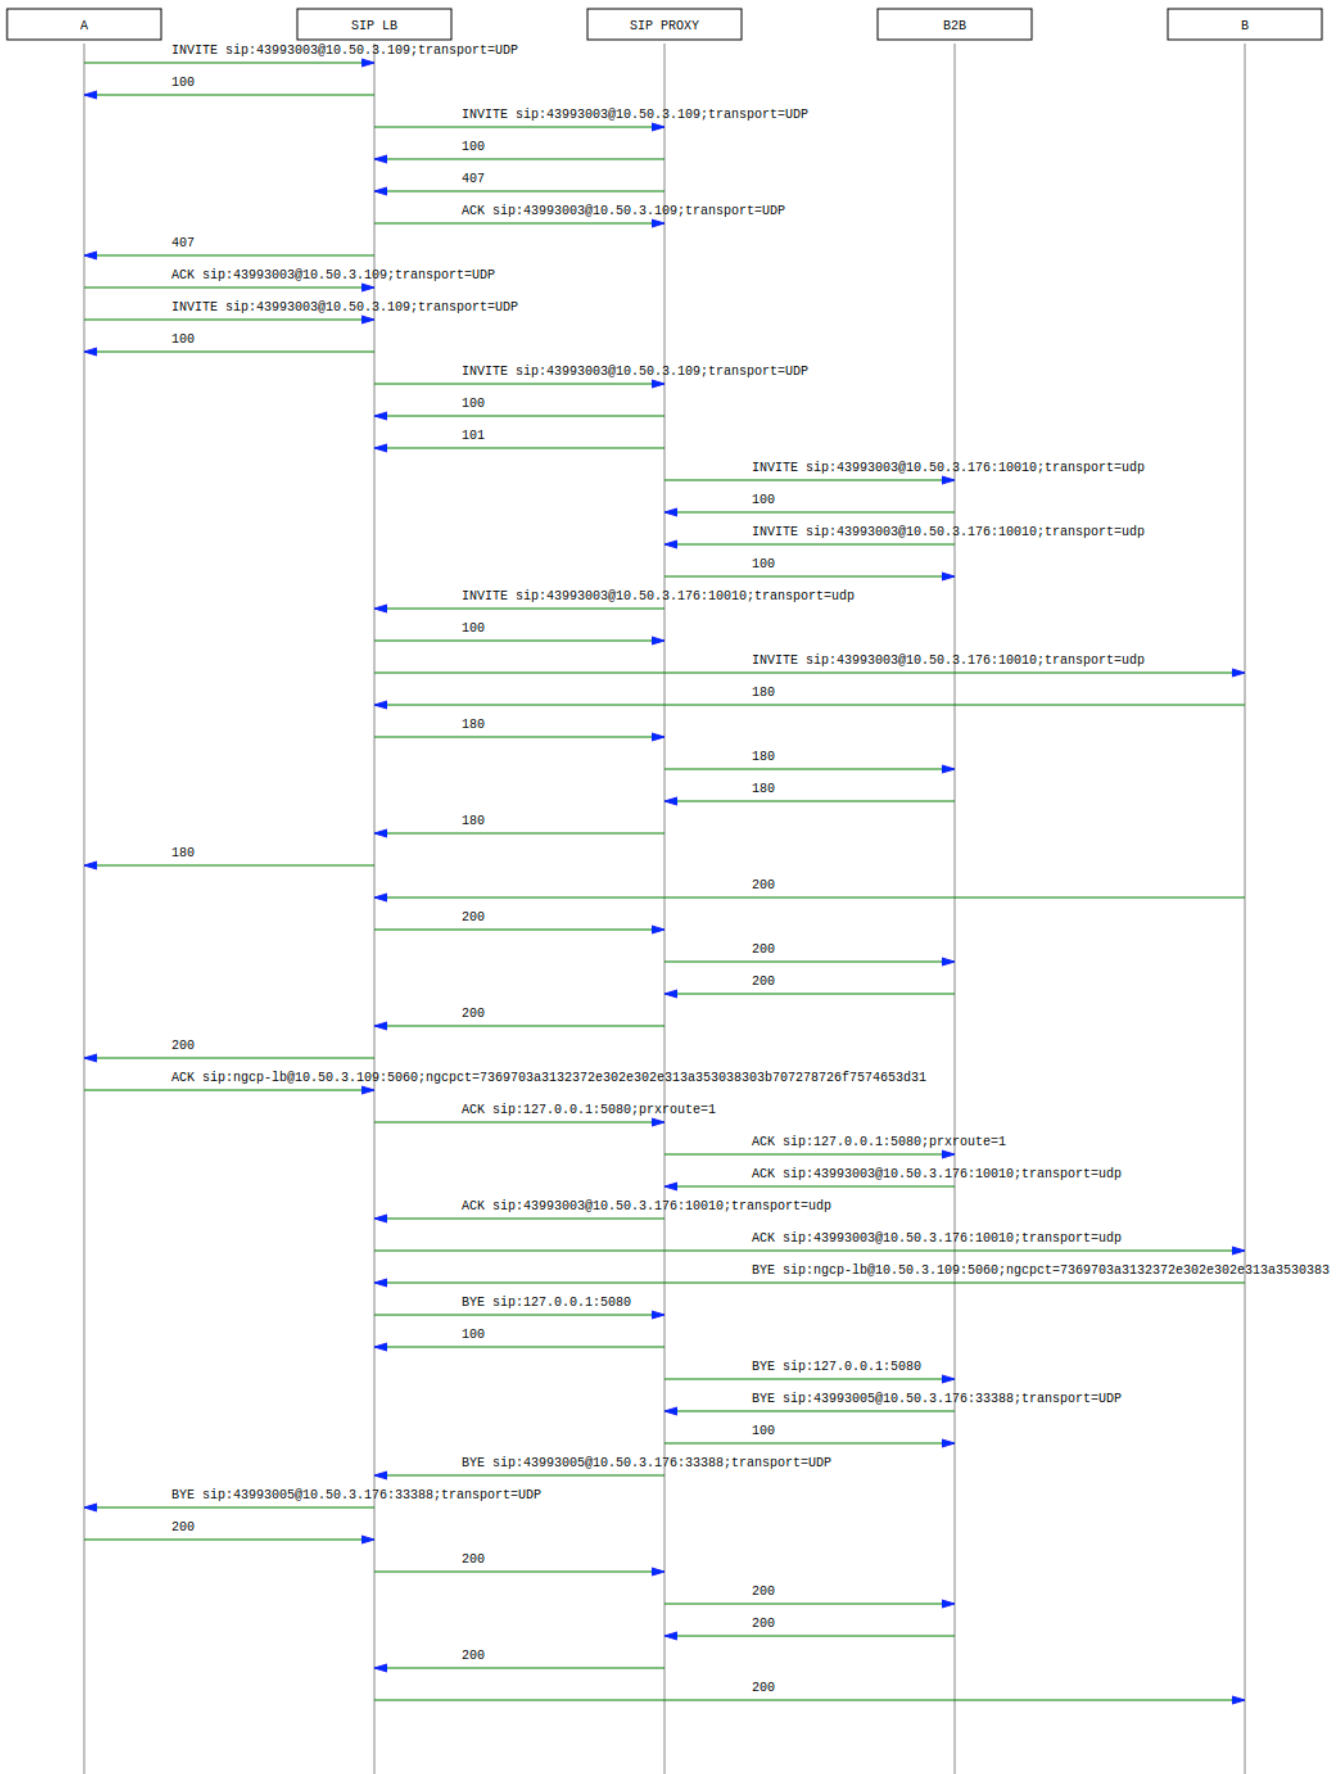 A SIP LB SIP PROXY B2B B
INVITE sip:43993003@10.50.3.109;transport=UDP
100
INVITE sip:43993003@10.50.3.109;transport=UDP
100
407
ACK sip:43993003@10.50.3.109;transport=UDP
407
ACK sip:43993003@10.50.3.109;transport=UDP
INVITE sip:43993003@10.50.3.109;transport=UDP
100
INVITE sip:43993003@10.50.3.109;transport=UDP
100
101
INVITE sip:43993003@10.50.3.176:10010;transport=udp
100
INVITE sip:43993003@10.50.3.176:10010;transport=udp
100
INVITE sip:43993003@10.50.3.176:10010;transport=udp
100
INVITE sip:43993003@10.50.3.176:10010;transport=udp
180
180
180
180
180
180
200
200
200
200
200
200
ACK sip:ngcp-lb@10.50.3.109:5060;ngcpct=7369703a3132372e302e302e313a353038303b707278726f7574653d31
ACK sip:127.0.0.1:5080;prxroute=1
ACK sip:127.0.0.1:5080;prxroute=1
ACK sip:43993003@10.50.3.176:10010;transport=udp
ACK sip:43993003@10.50.3.176:10010;transport=udp
ACK sip:43993003@10.50.3.176:10010;transport=udp
BYE sip:ngcp-lb@10.50.3.109:5060;ngcpct=7369703a3132372e302e302e313a3530383
BYE sip:127.0.0.1:5080
100
BYE sip:127.0.0.1:5080
BYE sip:43993005@10.50.3.176:33388;transport=UDP
100
BYE sip:43993005@10.50.3.176:33388;transport=UDP
BYE sip:43993005@10.50.3.176:33388;transport=UDP
200
200
200
200
200
200